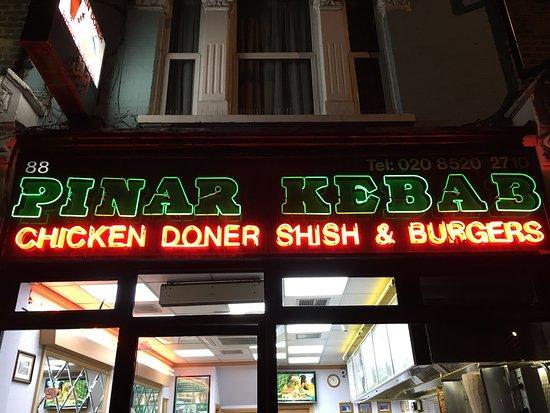 88
Tel: 020 8520 2710
PINAR KEBAB
CHICKEN DONER SHISH & BURGERS